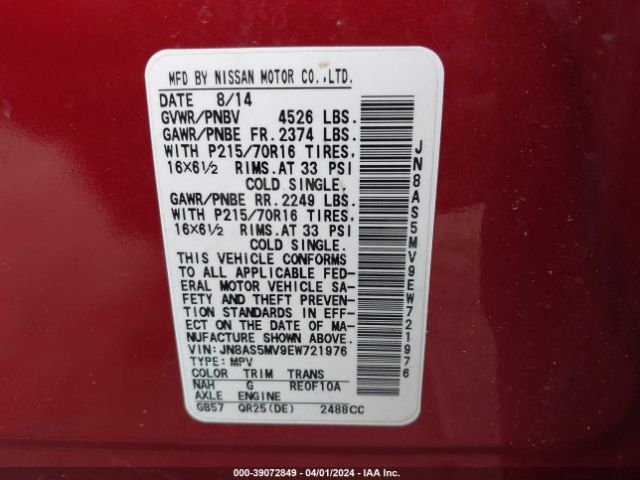 MFD BY NISSAN MOTOR CO.,LTD.
DATE 8/14
GVWR/PNBV 4526 LBS.
GAWR/PNBE FR. 2374 LBS.
WITH P215/70R16 TIRES,
16X6½ RIMS.AT 33 PSI
COLD SINGLE.
GAWR/PNBE RR. 2249 LBS.
WITH P215/70R16 TIRES,
16X6½ RIMS.AT 33 PSI
COLD SINGLE.
THIS VEHICLE CONFORMS
TO ALL APPLICABLE FED-
ERAL MOTOR VEHICLE SA-
FETY AND THEFT PREVEN-
TION STANDARDS IN EFF-
ECT ON THE DATE OF MA-
NUFACTURE SHOWN ABOVE.
VIN: JN8AS5MV9EW721976
TYPE: MPV
COLOR TRIM TRANS
NAH G RE0F10A
AXLE ENGINE
GB57 QR25(DE) 2488CC
JN8AS5MV9EW721976
000-39072849 - 04/01/2024 - IAA Inc.